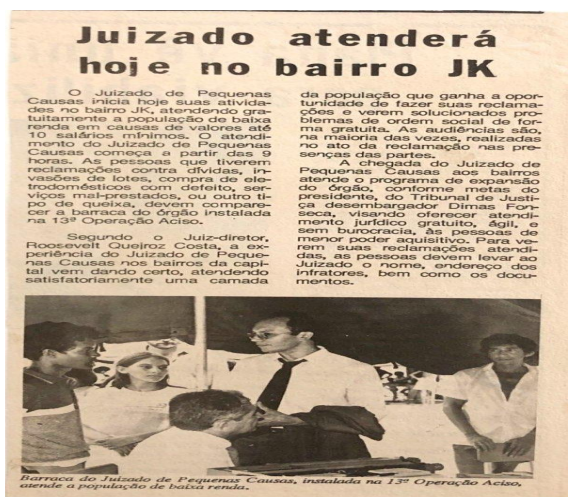 Juizado atenderá
hoje no bairro JK
O Juizado de Pequenas
Causas inicia hoje suas ativida-
des no bairro JK, atendendo gra-
tuitamente a população de baixa
renda em causas de valores até
10 salários mínimos. O atendi-
mento do Juizado de Pequenas
Causas começa a partir das 9
horas. As pessoas que tiverem
reclamações contra dívidas, in-
vasões de lotes, compra de ele-
trodomésticos com defeito, ser-
viços mal-prestados, ou outro
tipo de queixa, devem compare-
cer a barraca do órgão instalada
na 13ª Operação Aciso.
Segundo o Juiz-diretor,
Roosevelt Queiroz Costa, a ex-
periência do Juizado de Peque-
nas Causas nos bairros da capi-
tal vem dando certo, atendendo
satisfatoriamente uma camada
da população que ganha a opor-
tunidade de fazer suas reclama-
ções e verem solucionados pro-
blemas de ordem social de for-
ma gratuita. As audiências são,
na maioria das vezes, realizadas
no ato da reclamação nas pre-
senças das partes.
A chegada do Juizado de
Pequenas Causas aos bairros
atende o programa de expansão
do órgão, conforme metas do
presidente, do Tribunal de Justi-
ça desembargador Dimas Fon-
seca, visando oferecer atendi-
mento jurídico gratuito, ágil, e
sem burocracia, às pessoas de
menor poder aquisitivo. Para ve-
rem suas reclamações atendi-
das, as pessoas devem levar ao
Juizado o nome, endereço dos
infratores, bem como os docu-
mentos.
Barraca do Juizado de Pequenas Causas, instalada na 13ª Operação Aciso,
atende a população de baixa renda.